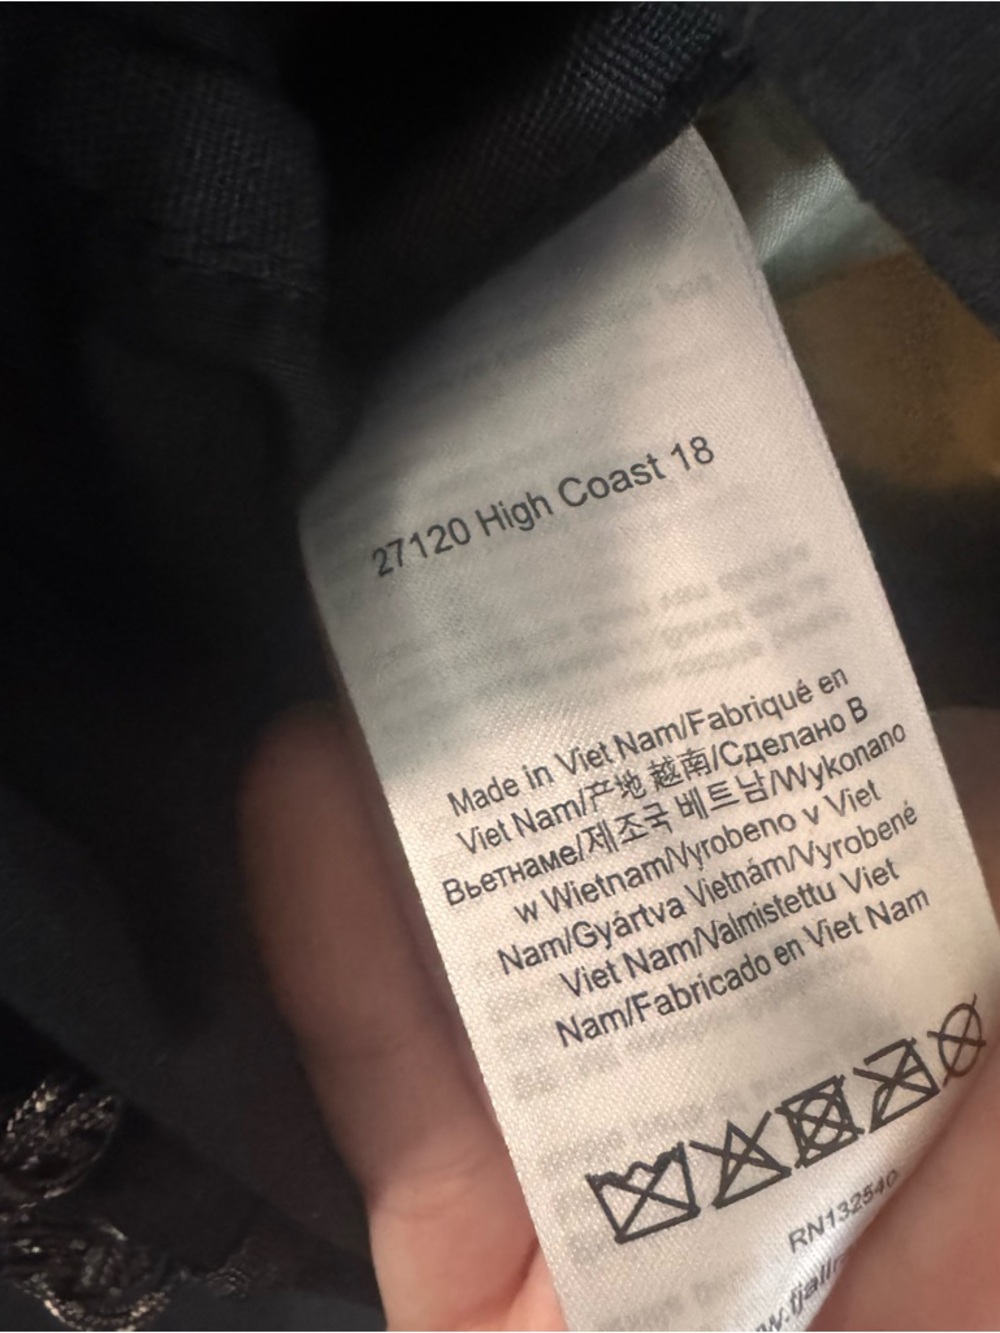 27120 High Coast 18
Made in Viet Nam/Fabriqué en
Viet Nam/产地 越南/Сделано В
Вьетнаме/제조국 베트남/Wykonano
w Wietnam/Vyrobeno v Viet
Nam/Gyártva Vietnám/Vyrobené
Viet Nam/Valmistettu Viet
Nam/Fabricado en Viet Nam
RN132540